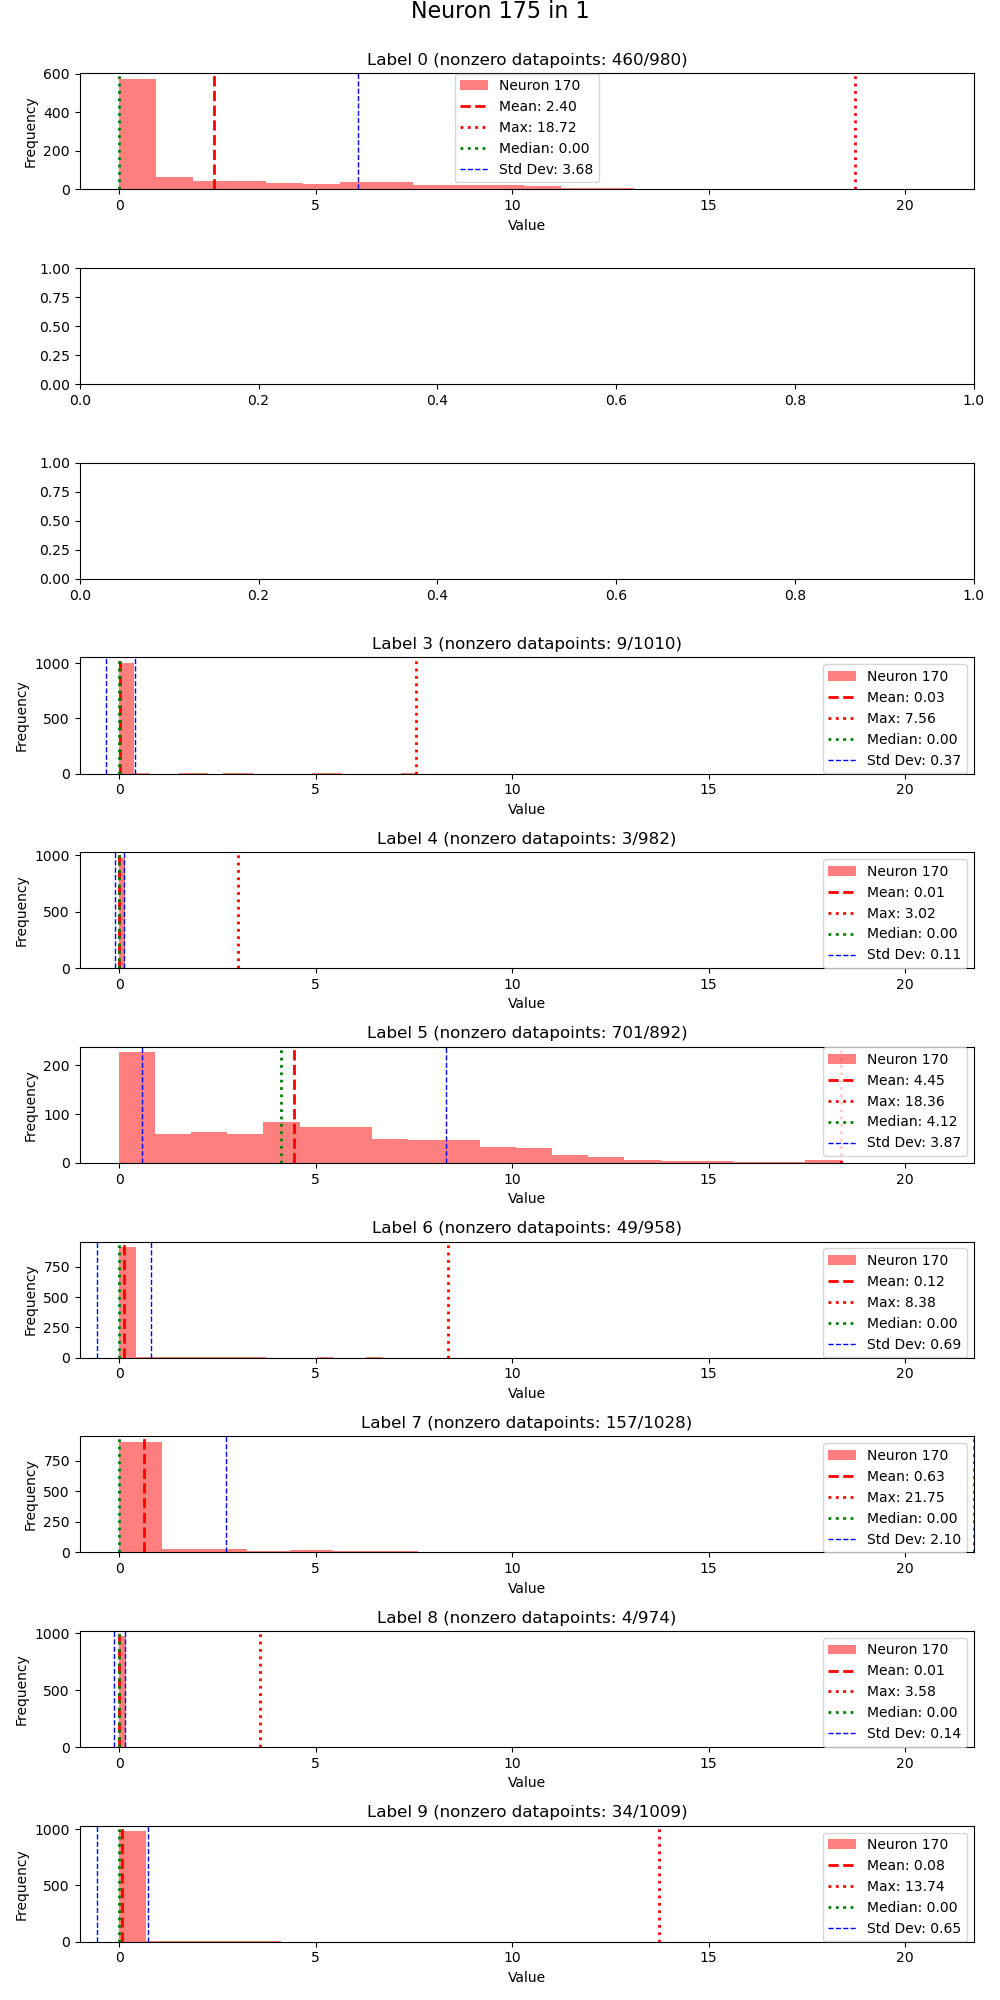 Neuron 175 in 1
Label 0 (nonzero datapoints: 460/980)
600
400
200
0
Frequency
Neuron 170
Mean: 2.40
Max: 18.72
Median: 0.00
Std Dev: 3.68
0 5 10 15 20
Value
1.00
0.75
0.50
0.25
0.00
0.0 0.2 0.4 0.6 0.8 1.0
1.00
0.75
0.50
0.25
0.00
0.0 0.2 0.4 0.6 0.8 1.0
Label 3 (nonzero datapoints: 9/1010)
1000
500
0
Frequency
Neuron 170
Mean: 0.03
Max: 7.56
Median: 0.00
Std Dev: 0.37
0 5 10 15 20
Value
Label 4 (nonzero datapoints: 3/982)
1000
500
0
Frequency
Neuron 170
Mean: 0.01
Max: 3.02
Median: 0.00
Std Dev: 0.11
0 5 10 15 20
Value
Label 5 (nonzero datapoints: 701/892)
200
100
0
Frequency
Neuron 170
Mean: 4.45
Max: 18.36
Median: 4.12
Std Dev: 3.87
0 5 10 15 20
Value
Label 6 (nonzero datapoints: 49/958)
750
500
250
0
Frequency
Neuron 170
Mean: 0.12
Max: 8.38
Median: 0.00
Std Dev: 0.69
0 5 10 15 20
Value
Label 7 (nonzero datapoints: 157/1028)
750
500
250
0
Frequency
Neuron 170
Mean: 0.63
Max: 21.75
Median: 0.00
Std Dev: 2.10
0 5 10 15 20
Value
Label 8 (nonzero datapoints: 4/974)
1000
500
0
Frequency
Neuron 170
Mean: 0.01
Max: 3.58
Median: 0.00
Std Dev: 0.14
0 5 10 15 20
Value
Label 9 (nonzero datapoints: 34/1009)
1000
500
0
Frequency
Neuron 170
Mean: 0.08
Max: 13.74
Median: 0.00
Std Dev: 0.65
0 5 10 15 20
Value